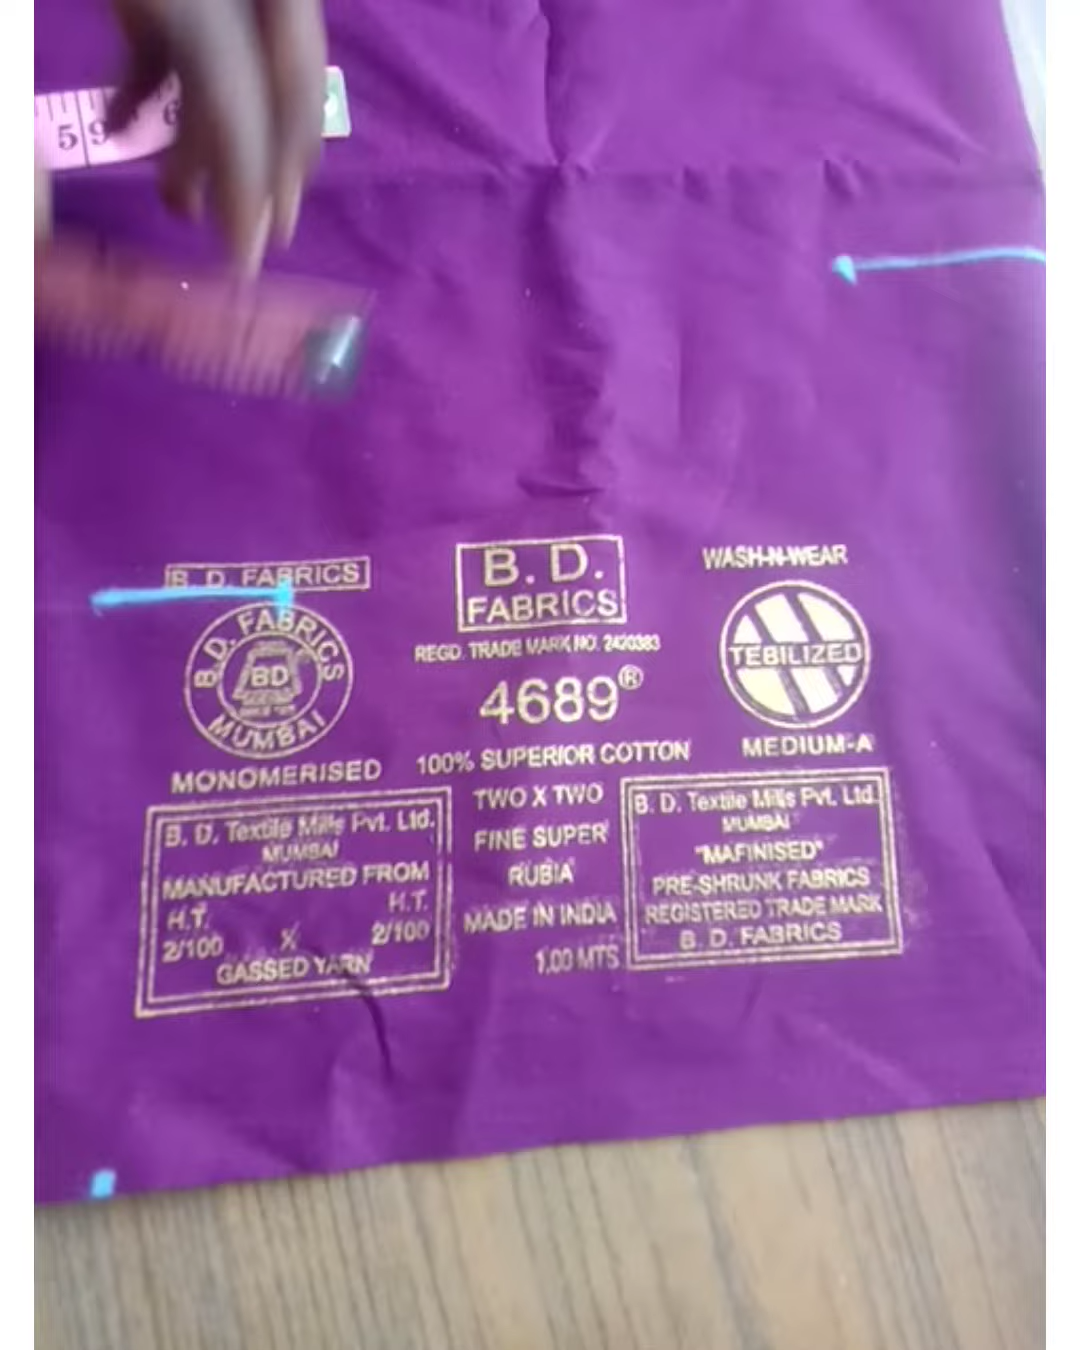 59
6
B. D. FABRICS
B.D. FABRICS
BD
MUMBAI
MONOMERISED
B. D. Textile Mills Pvt. Ltd.
MUMBAI
MANUFACTURED FROM
H.T. H.T.
2/100 X 2/100
GASSED YARN
B. D.
FABRICS
REGD. TRADE MARK NO. 2420383
4689®
100% SUPERIOR COTTON
TWO X TWO
FINE SUPER
RUBIA
MADE IN INDIA
1.00 MTS
WASH-N-WEAR
TEBILIZED
MEDIUM-A
B. D. Textile Mills Pvt. Ltd.
MUMBAI
"MAFINISED"
PRE-SHRUNK FABRICS
REGISTERED TRADE MARK
B. D. FABRICS